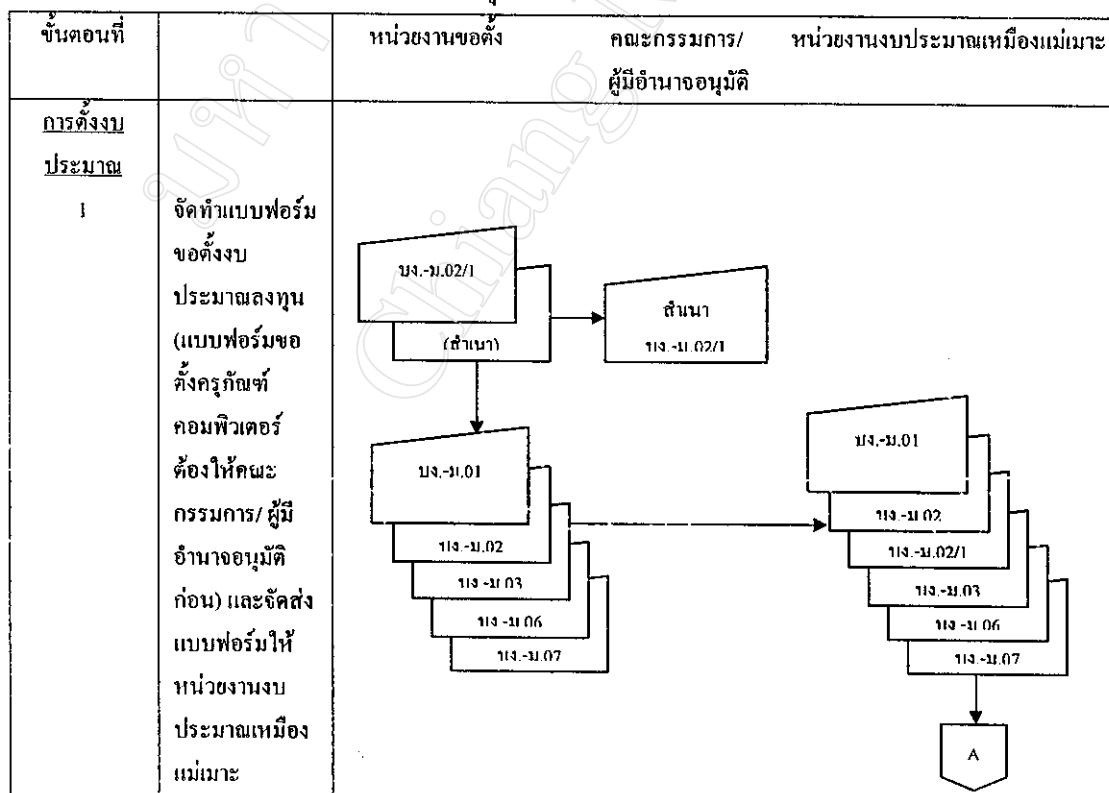 ขั้นตอนที่ หน่วยงานขอตั้ง คณะกรรมการ/ หน่วยงานงบประมาณเหมืองแม่เมาะ
ผู้มีอำนาจอนุมัติ
การตั้งงบ
ประมาณ
1 จัดทำแบบฟอร์ม
ขอตั้งงบ
ประมาณลงทุน
(แบบฟอร์มขอ
ตั้งครุภัณฑ์
คอมพิวเตอร์
ต้องให้คณะ
กรรมการ/ ผู้มี
อำนาจอนุมัติ
ก่อน) และจัดส่ง
แบบฟอร์มให้
หน่วยงานงบ
ประมาณเหมือง
แม่เมาะ
บง.-ม.02/1
(สำเนา)
สำเนา
บง.-ม.02/1
บง.-ม.01
บง.-ม.02
บง.-ม.03
บง.-ม.06
บง.-ม.07
บง.-ม.01
บง.-ม.02
บง.-ม.02/1
บง.-ม.03
บง.-ม.06
บง.-ม.07
A
Chiang